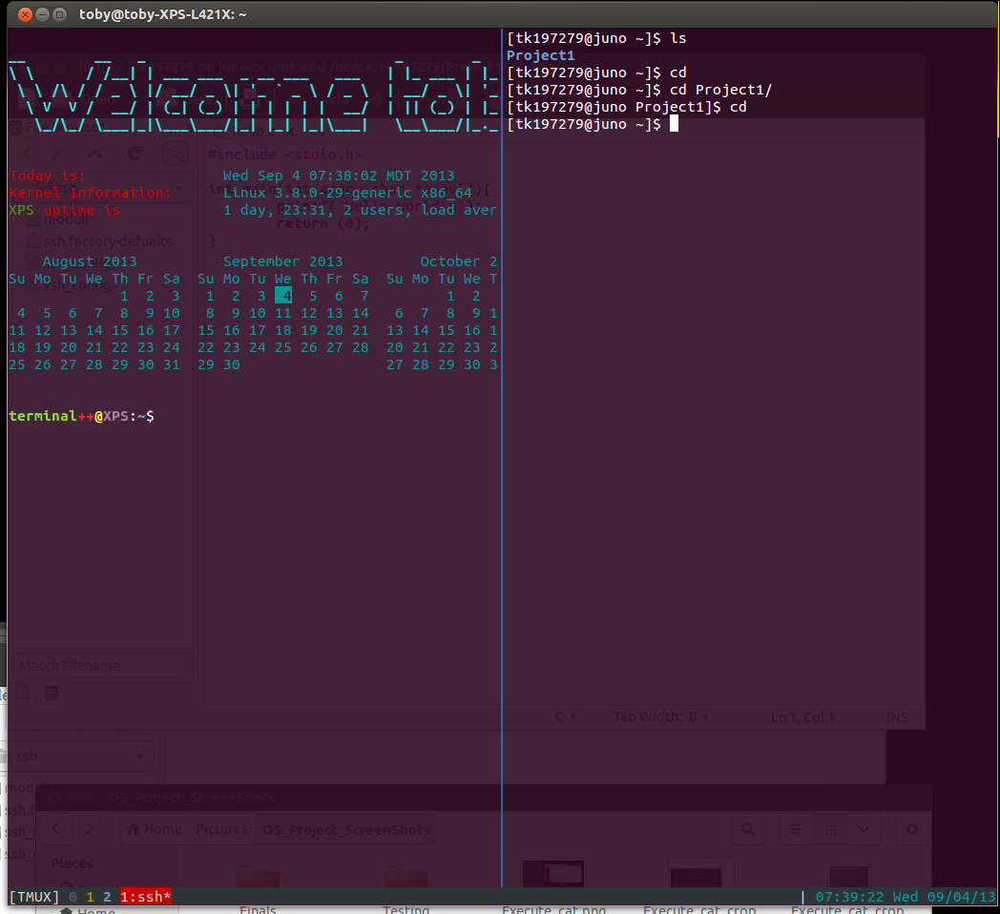 toby@toby-XPS-L421X: ~
Welcome to
Today is: Wed Sep 4 07:38:02 MDT 2013
Kernel Information: Linux 3.8.0-29-generic x86_64
XPS uptime is 1 day, 23:31, 2 users, load aver
August 2013 September 2013 October 2
Su Mo Tu We Th Fr Sa Su Mo Tu We Th Fr Sa Su Mo Tu We T
1 2 3 1 2 3 4 5 6 7 1 2
4 5 6 7 8 9 10 8 9 10 11 12 13 14 6 7 8 9 1
11 12 13 14 15 16 17 15 16 17 18 19 20 21 13 14 15 16 1
18 19 20 21 22 23 24 22 23 24 25 26 27 28 20 21 22 23 2
25 26 27 28 29 30 31 29 30 27 28 29 30 3
terminal++@XPS:~$
[tk197279@juno ~]$ ls
Project1
[tk197279@juno ~]$ cd
[tk197279@juno ~]$ cd Project1/
[tk197279@juno Project1]$ cd
[tk197279@juno ~]$
#include <stdio.h>
return (0);
}
moduli
ssh.factory-defualts
ssh_config
Match Filename
C Tab Width: 8 Ln 1, Col 1 INS
ssh
OS_Project_ScreenShots
Home Pictures OS_Project_ScreenShots
Places
[TMUX] 0 1 2 1:ssh* | 07:39:22 Wed 09/04/13
Home Finals Testing Execute_cat.png Execute_cat_crop Execute_cat_crop